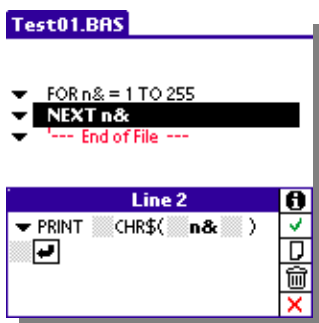 Test01.BAS
FOR n& = 1 TO 255
NEXT n&
'--- End of File ---
Line 2
PRINT CHR$( n& )